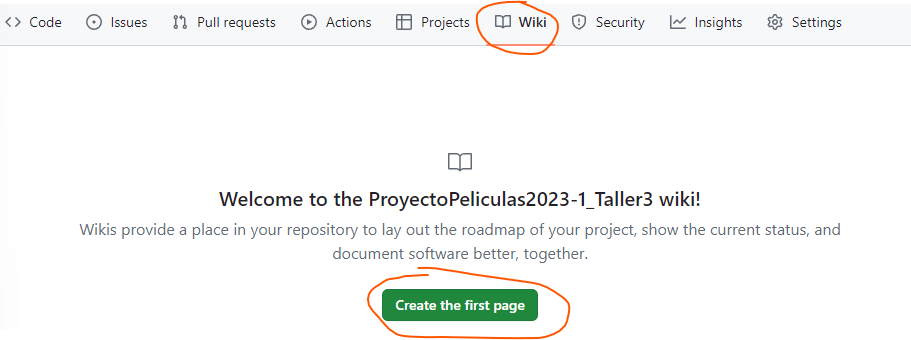 Code Issues Pull requests Actions Projects Wiki Security Insights Settings
Welcome to the ProyectoPeliculas2023-1_Taller3 wiki!
Wikis provide a place in your repository to lay out the roadmap of your project, show the current status, and
document software better, together.
Create the first page